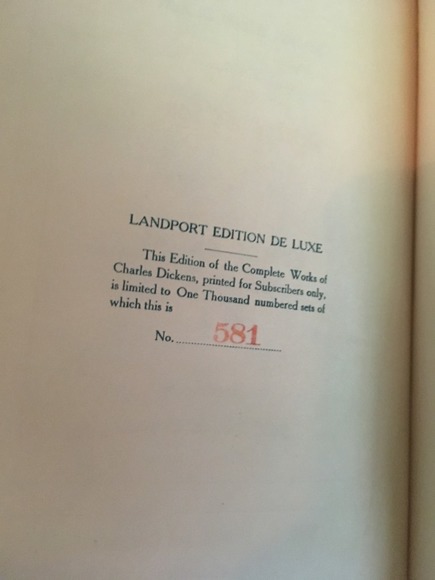 LANDPORT EDITION DE LUXE
This Edition of the Complete Works of
Charles Dickens, printed for Subscribers only,
is limited to One Thousand numbered sets of
which this is
No. 581